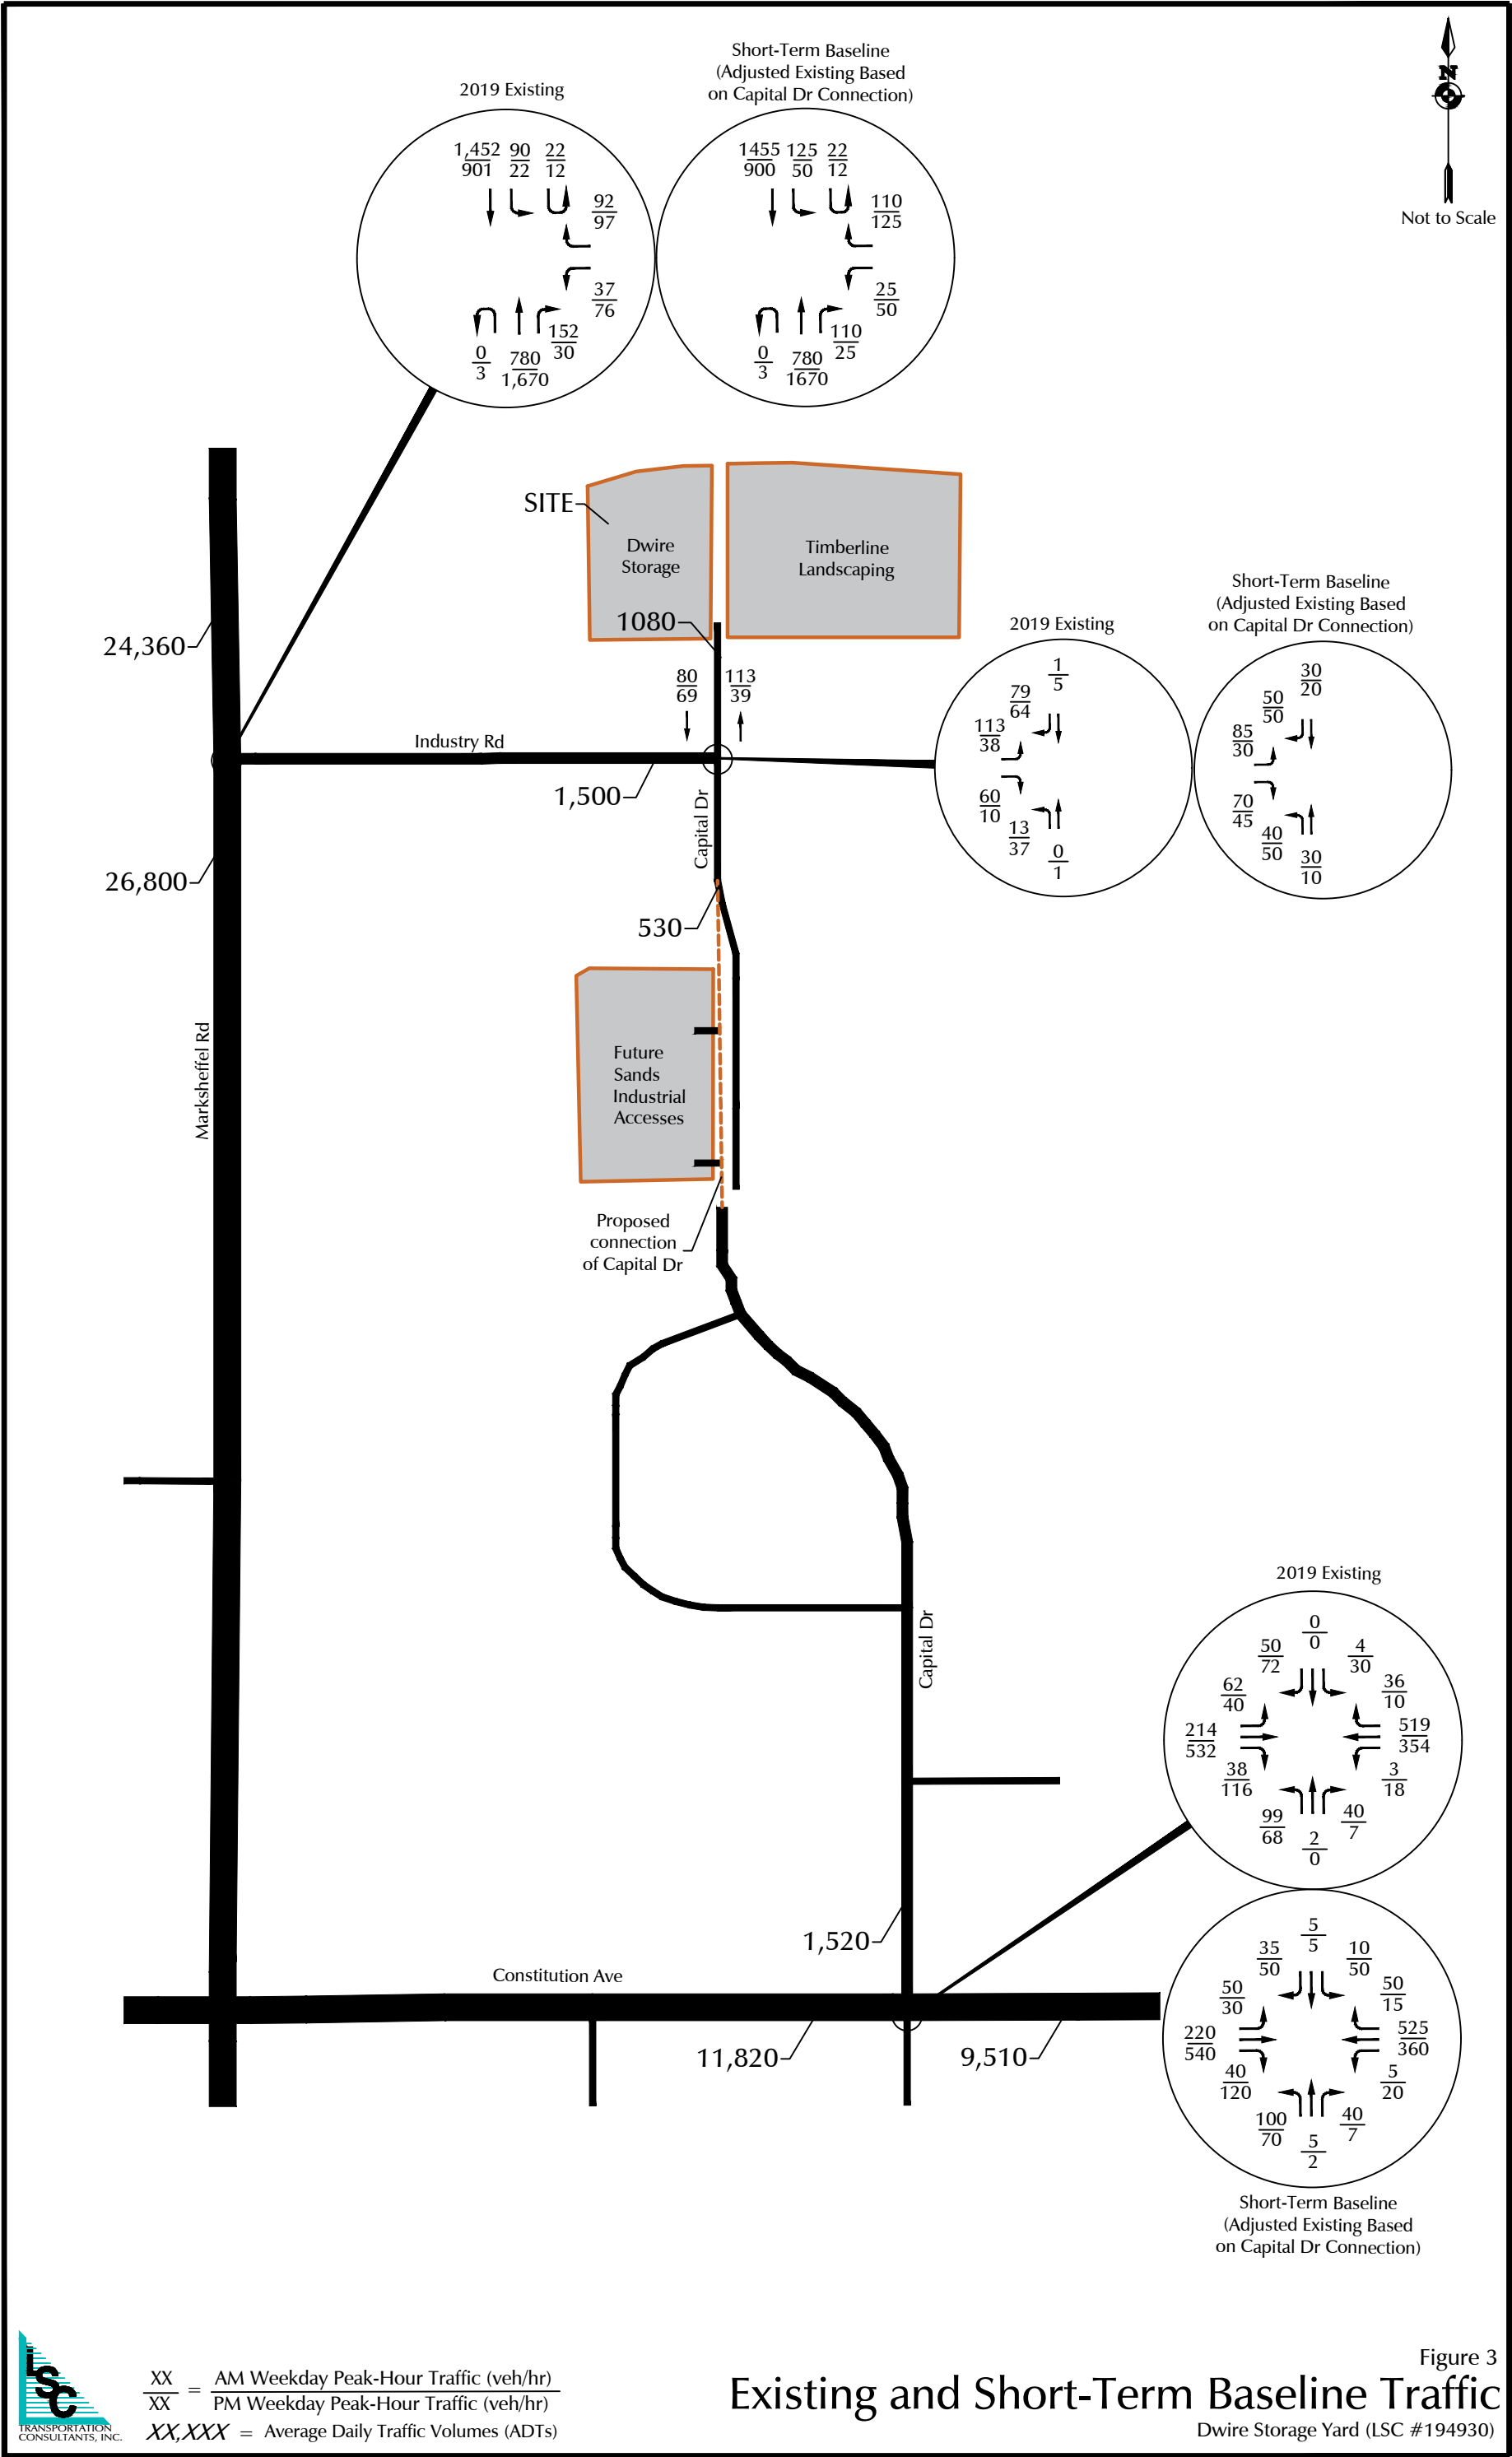 N
Not to Scale
2019 Existing
1,452 90 22
901 22 12
92
97
37
76
152
30
0
3
780
1,670
Short-Term Baseline
(Adjusted Existing Based
on Capital Dr Connection)
1455 125 22
900 50 12
110
125
25
50
110
25
0
3
780
1670
SITE
Dwire
Storage
Timberline
Landscaping
1080
24,360
80
69
113
39
Industry Rd
1,500
Capital Dr
26,800
530
2019 Existing
1
5
79
64
113
38
60
10
13
37
0
1
Short-Term Baseline
(Adjusted Existing Based
on Capital Dr Connection)
30
20
50
50
85
30
70
45
40
50
30
10
Marksheffel Rd
Future
Sands
Industrial
Accesses
Proposed
connection
of Capital Dr
Capital Dr
2019 Existing
0
0
50
72
4
30
62
40
36
10
214
532
519
354
38
116
3
18
99
68
40
7
2
0
1,520
Constitution Ave
11,820
9,510
5
5
35
50
10
50
50
30
50
15
220
540
525
360
40
120
5
20
100
70
40
7
5
2
Short-Term Baseline
(Adjusted Existing Based
on Capital Dr Connection)
LSC
TRANSPORTATION
CONSULTANTS, INC.
XX = AM Weekday Peak-Hour Traffic (veh/hr)
XX PM Weekday Peak-Hour Traffic (veh/hr)
XX,XXX = Average Daily Traffic Volumes (ADTs)
Figure 3
Existing and Short-Term Baseline Traffic
Dwire Storage Yard (LSC #194930)